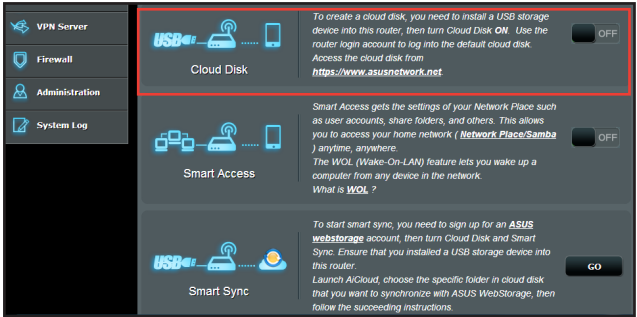 VPN Server
Firewall
Administration
System Log
USB
Cloud Disk
To create a cloud disk, you need to install a USB storage
device into this router, then turn Cloud Disk ON. Use the
router login account to log into the default cloud disk.
Access the cloud disk from
https://www.asusnetwork.net.
OFF
Smart Access
Smart Access gets the settings of your Network Place such
as user accounts, share folders, and others. This allows
you to access your home network ( Network Place/Samba
) anytime, anywhere.
The WOL (Wake-On-LAN) feature lets you wake up a
computer from any device in the network.
What is WOL ?
OFF
USB
Smart Sync
To start smart sync, you need to sign up for an ASUS
webstorage account, then turn Cloud Disk and Smart
Sync. Ensure that you installed a USB storage device into
this router.
Launch AiCloud, choose the specific folder in cloud disk
that you want to synchronize with ASUS WebStorage, then
follow the succeeding instructions.
GO